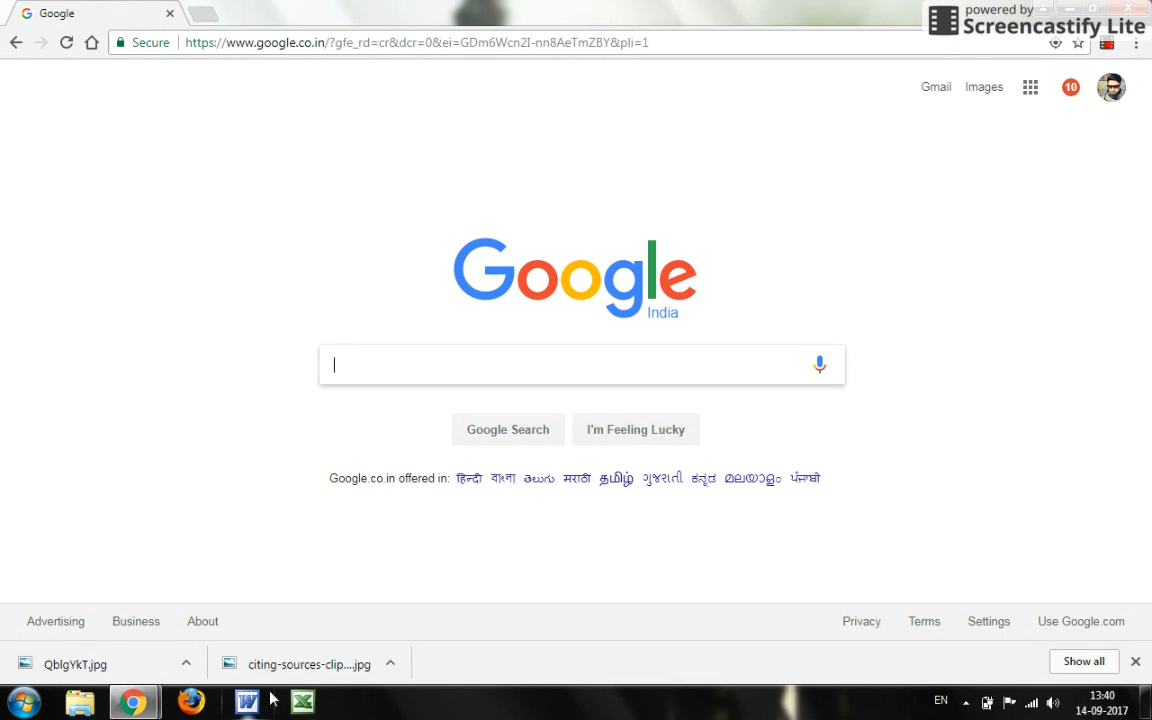 Google
powered by
Screencastify Lite
Secure
https://www.google.co.in/?gfe_rd=cr&dcr=0&ei=GDm6Wcn2I-nn8AeTmZBY&pli=1
Gmail Images 10
Google
India
Google Search I'm Feeling Lucky
Google.co.in offered in: हिन्दी বাংলা తెలుగు मराठी தமிழ் ગુજરાતી ಕನ್ನಡ മലയാളം ਪੰਜਾਬੀ
Advertising Business About Privacy Terms Settings Use Google.com
QblgYkT.jpg citing-sources-clip....jpg Show all
EN 13:40
14-09-2017